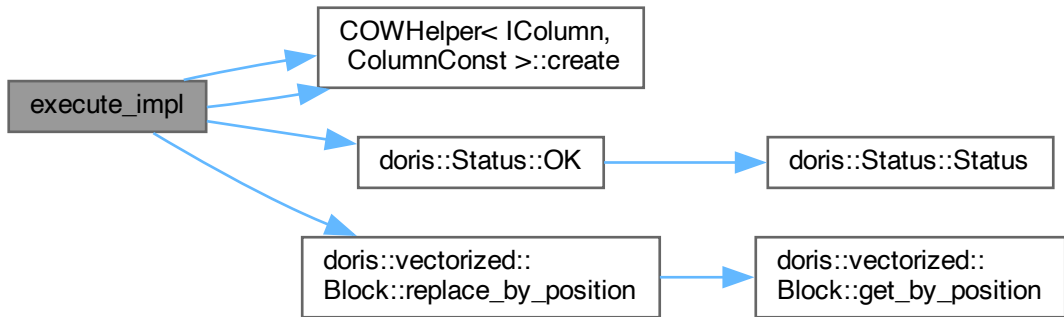 COWHelper< IColumn,
ColumnConst >::create
execute_impl
doris::Status::OK
doris::Status::Status
doris::vectorized::
Block::replace_by_position
doris::vectorized::
Block::get_by_position